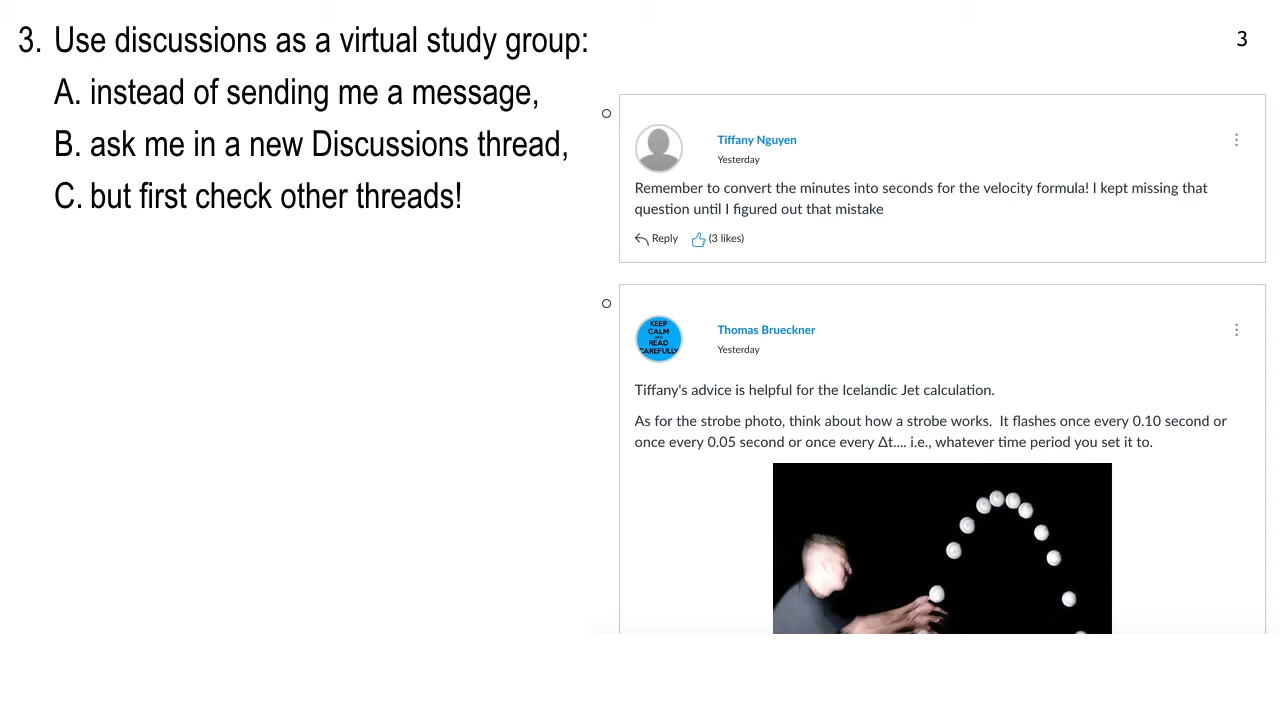 3. Use discussions as a virtual study group:
A. instead of sending me a message,
B. ask me in a new Discussions thread,
C. but first check other threads!
3
Tiffany Nguyen
Yesterday
Remember to convert the minutes into seconds for the velocity formula! I kept missing that
question until I figured out that mistake
Reply (3 likes)
KEEP
CALM
AND
READ
CAREFULLY
Thomas Brueckner
Yesterday
Tiffany's advice is helpful for the Icelandic Jet calculation.
As for the strobe photo, think about how a strobe works.  It flashes once every 0.10 second or
once every 0.05 second or once every Δt.... i.e., whatever time period you set it to.